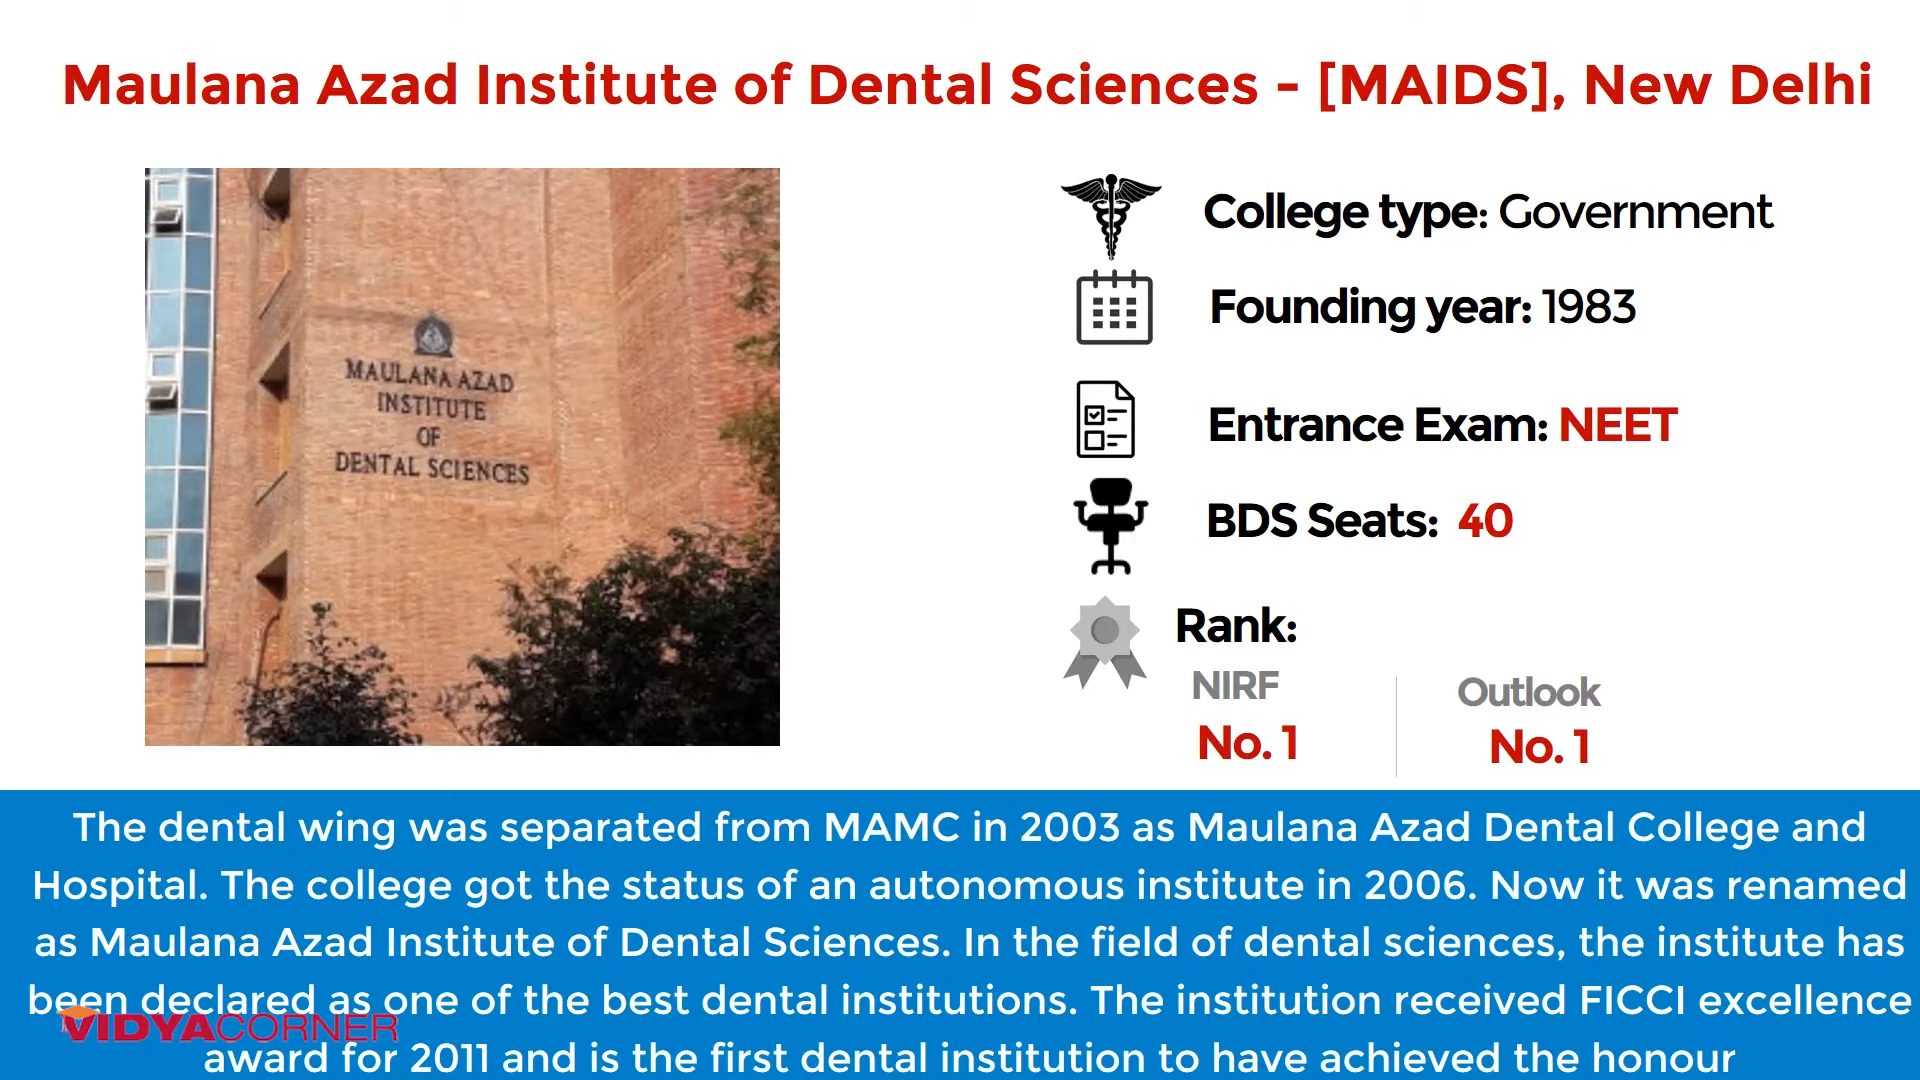 Maulana Azad Institute of Dental Sciences - [MAIDS], New Delhi
MAULANA AZAD
INSTITUTE
OF
DENTAL SCIENCES
College type: Government
Founding year: 1983
Entrance Exam: NEET
BDS Seats: 40
Rank:
NIRF
No. 1
Outlook
No. 1
The dental wing was separated from MAMC in 2003 as Maulana Azad Dental College and
Hospital. The college got the status of an autonomous institute in 2006. Now it was renamed
as Maulana Azad Institute of Dental Sciences. In the field of dental sciences, the institute has
been declared as one of the best dental institutions. The institution received FICCI excellence
VIDYACORNER
award for 2011 and is the first dental institution to have achieved the honour